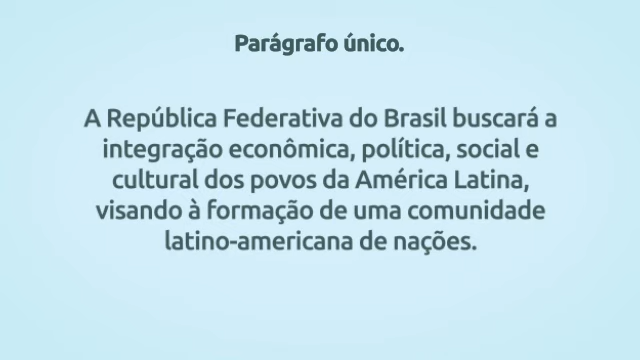 Parágrafo único.
A República Federativa do Brasil buscará a
integração econômica, política, social e
cultural dos povos da América Latina,
visando à formação de uma comunidade
latino-americana de nações.